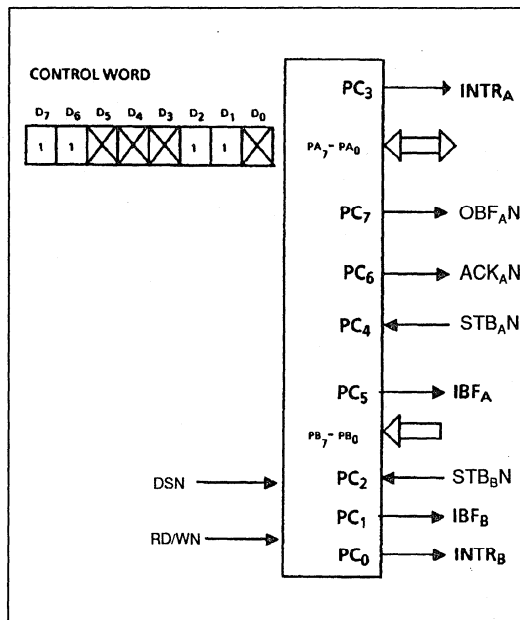 CONTROL WORD
D7 D6 D5 D4 D3 D2 D1 D0
1 1 1 1
PC3 INTRA
PA7-PA0
PC7 OBFAN
PC6 ACKAN
PC4 STBAN
PC5 IBFA
PB7-PB0
DSN
PC2 STBBN
PC1 IBFB
RD/WN
PC0 INTRB